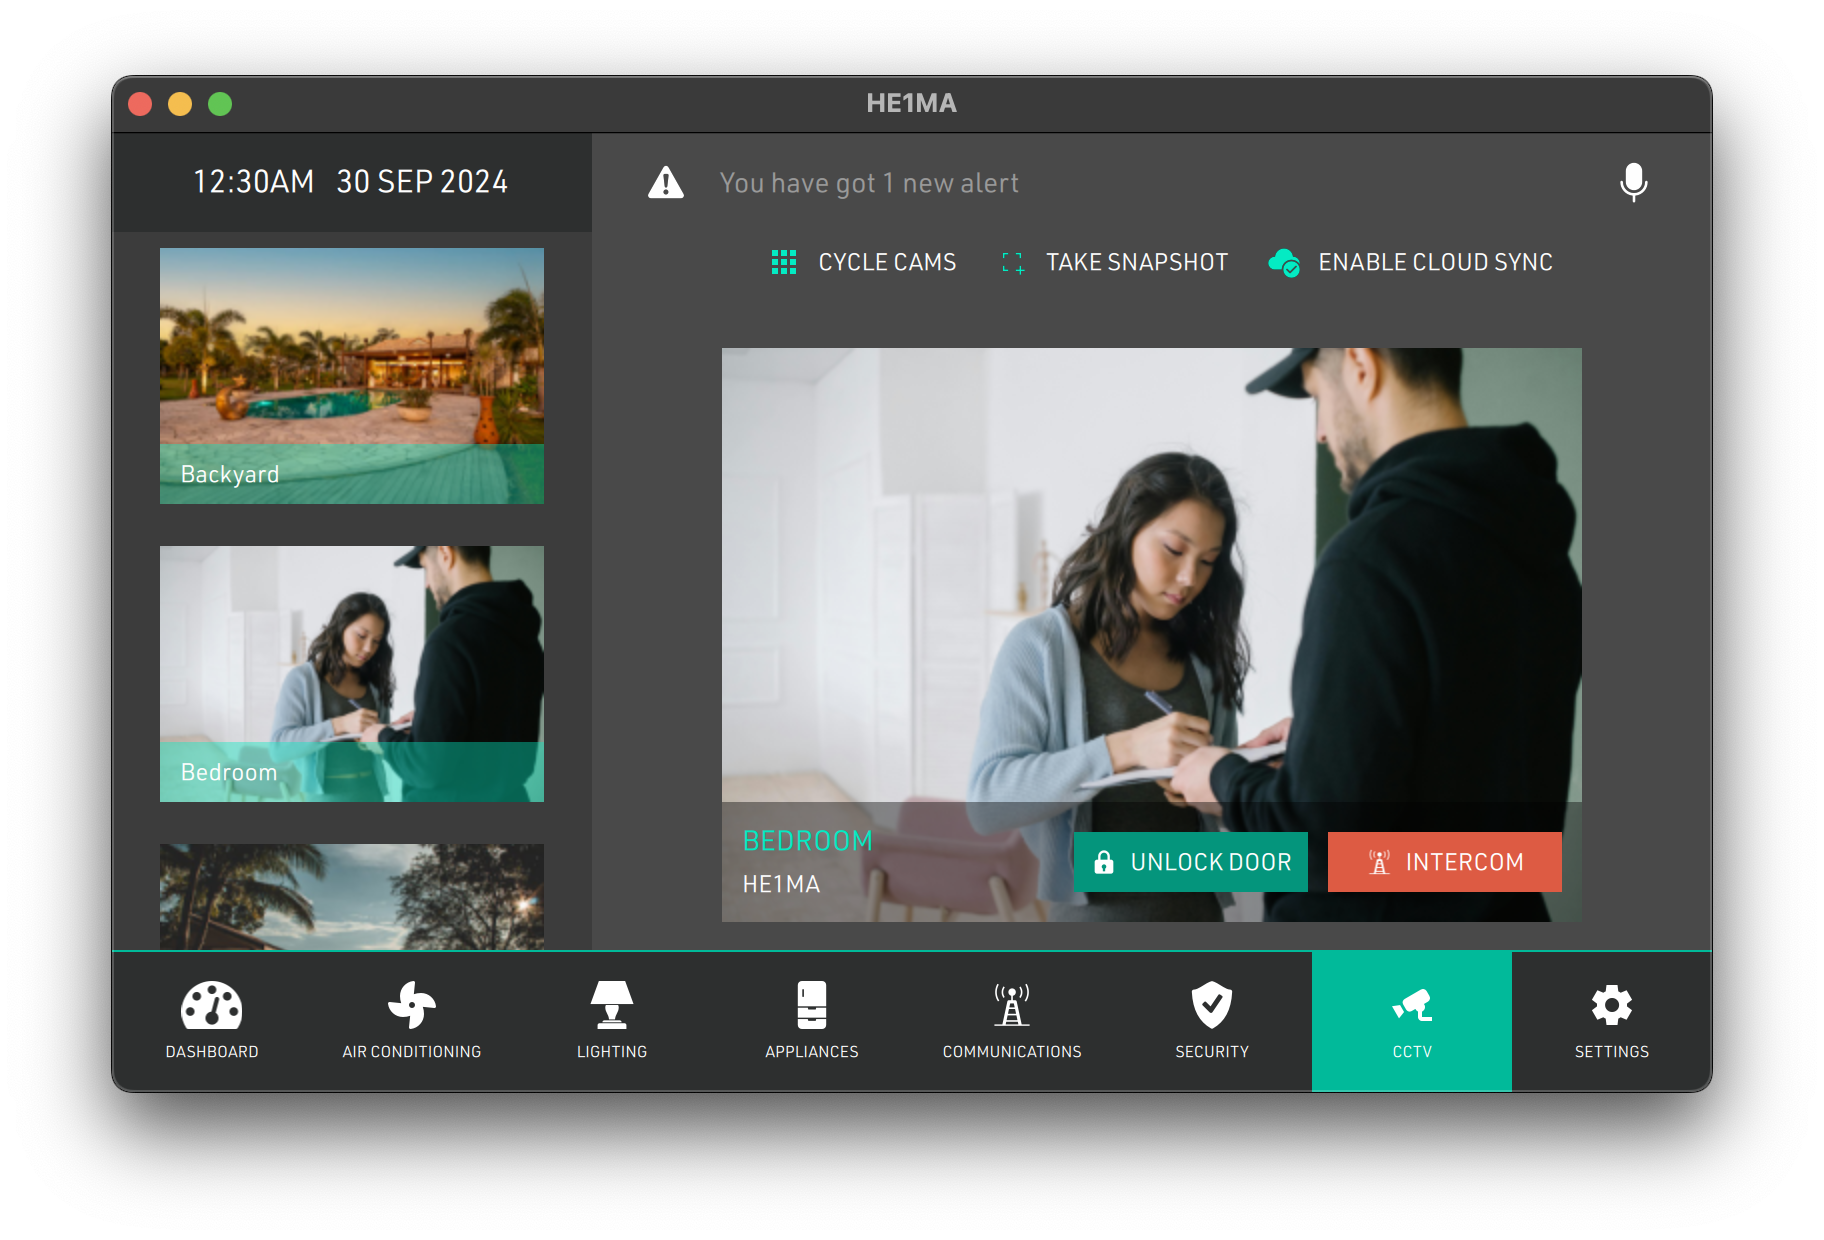 HE1MA
12:30AM 30 SEP 2024
You have got 1 new alert
CYCLE CAMS TAKE SNAPSHOT ENABLE CLOUD SYNC
Backyard
Bedroom
BEDROOM
HE1MA
UNLOCK DOOR INTERCOM
DASHBOARD AIR CONDITIONING LIGHTING APPLIANCES COMMUNICATIONS SECURITY CCTV SETTINGS